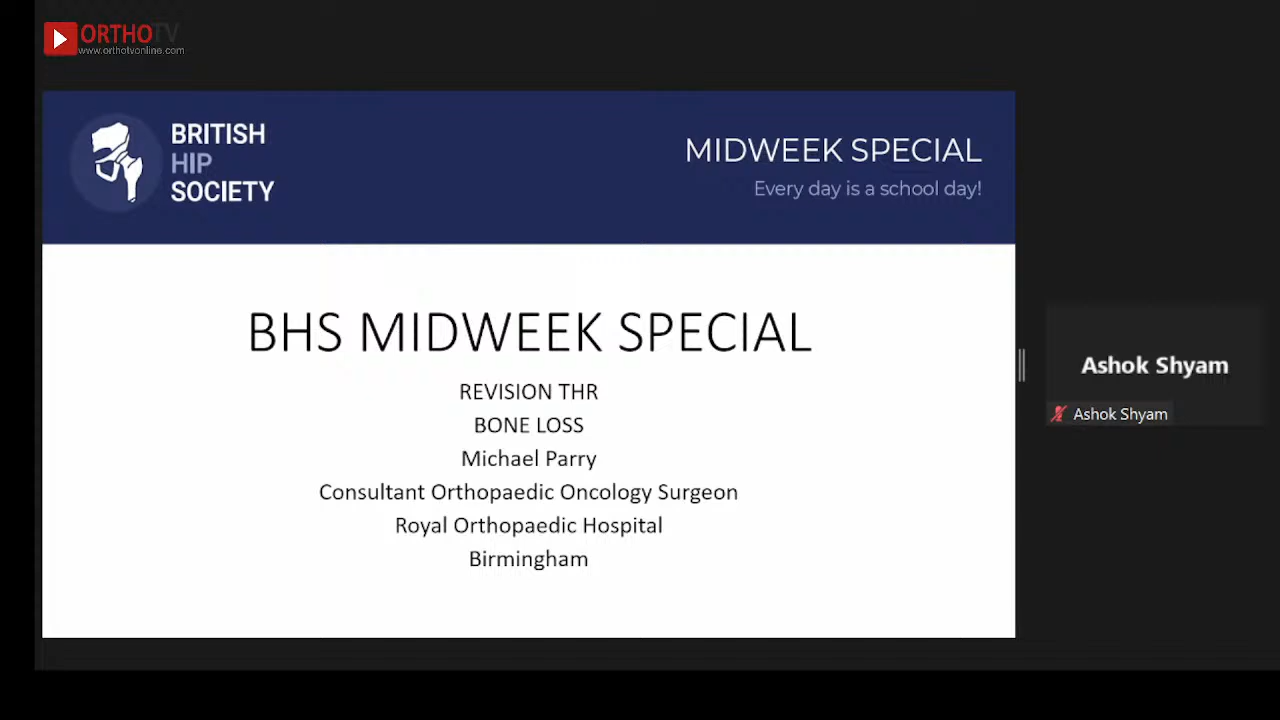 ORTHOTV
www.orthotvonline.com
BRITISH
HIP
SOCIETY
MIDWEEK SPECIAL
Every day is a school day!
BHS MIDWEEK SPECIAL
REVISION THR
BONE LOSS
Michael Parry
Consultant Orthopaedic Oncology Surgeon
Royal Orthopaedic Hospital
Birmingham
Ashok Shyam
Ashok Shyam